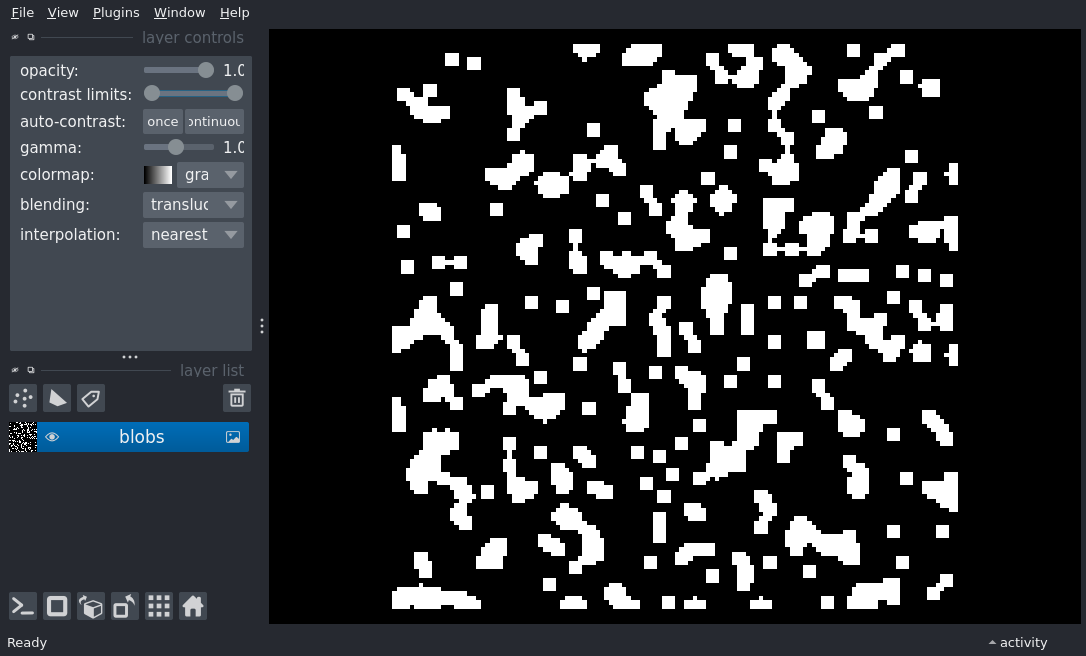 File View Plugins Window Help
layer controls
opacity: 1.0
contrast limits:
auto-contrast: once ontinuou
gamma: 1.0
colormap: gra
blending: transluc
interpolation: nearest
layer list
blobs
Ready
activity